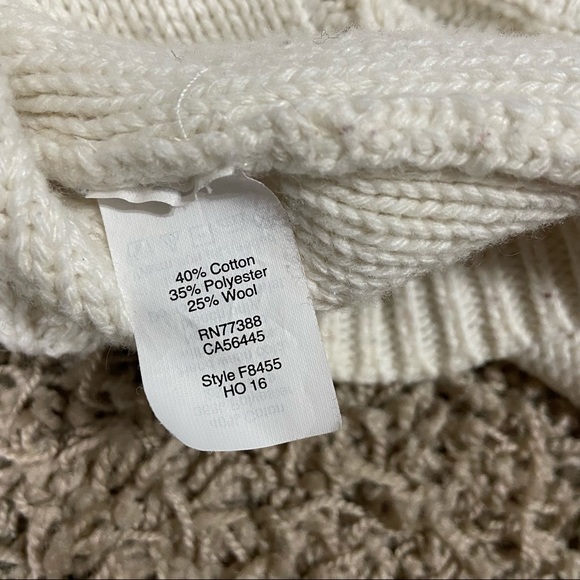 40% Cotton
35% Polyester
25% Wool
RN77388
CA56445
Style F8455
HO 16